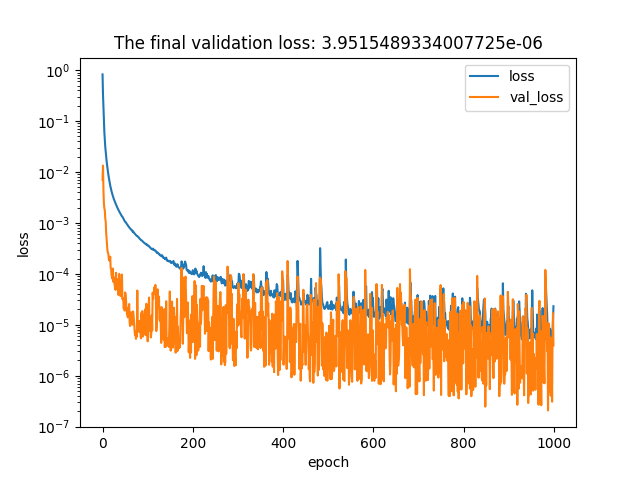 The final validation loss: 3.9515489334007725e-06
loss
val_loss
10^0
10^-1
10^-2
10^-3
10^-4
10^-5
10^-6
10^-7
loss
0 200 400 600 800 1000
epoch